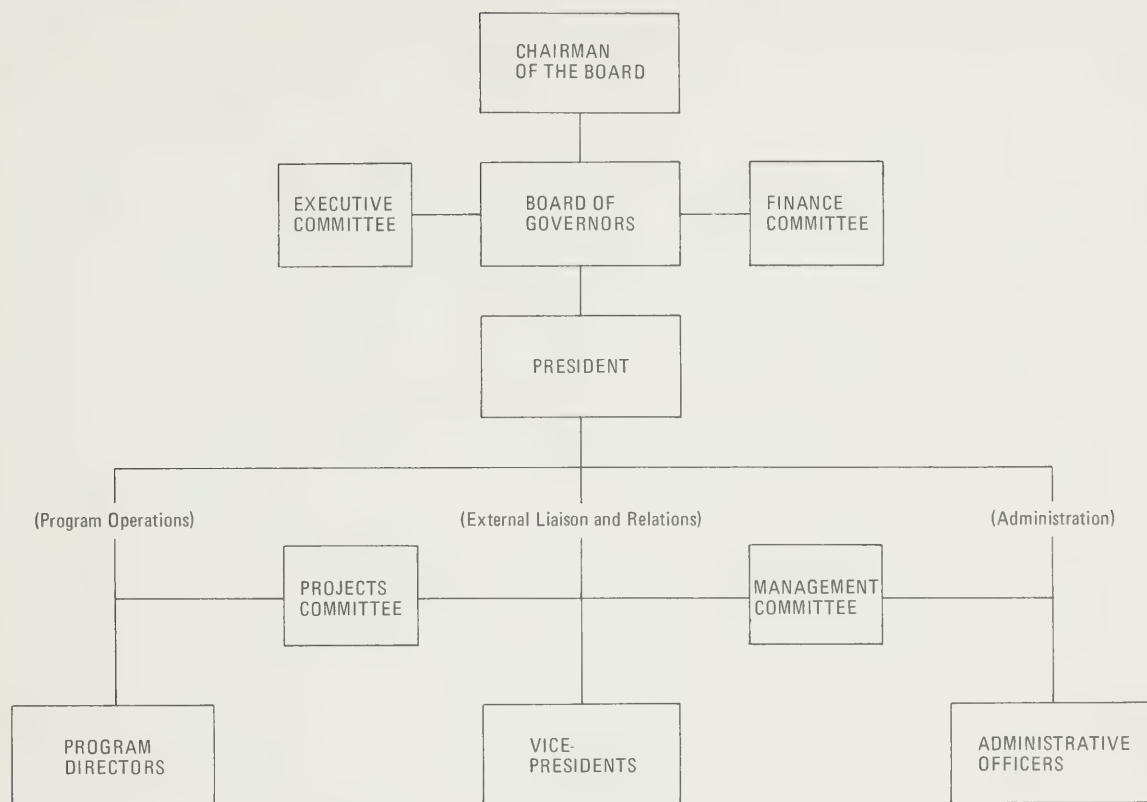 CHAIRMAN
OF THE BOARD
EXECUTIVE
COMMITTEE
BOARD OF
GOVERNORS
FINANCE
COMMITTEE
PRESIDENT
(Program Operations)
(External Liaison and Relations)
(Administration)
PROJECTS
COMMITTEE
MANAGEMENT
COMMITTEE
PROGRAM
DIRECTORS
VICE-
PRESIDENTS
ADMINISTRATIVE
OFFICERS